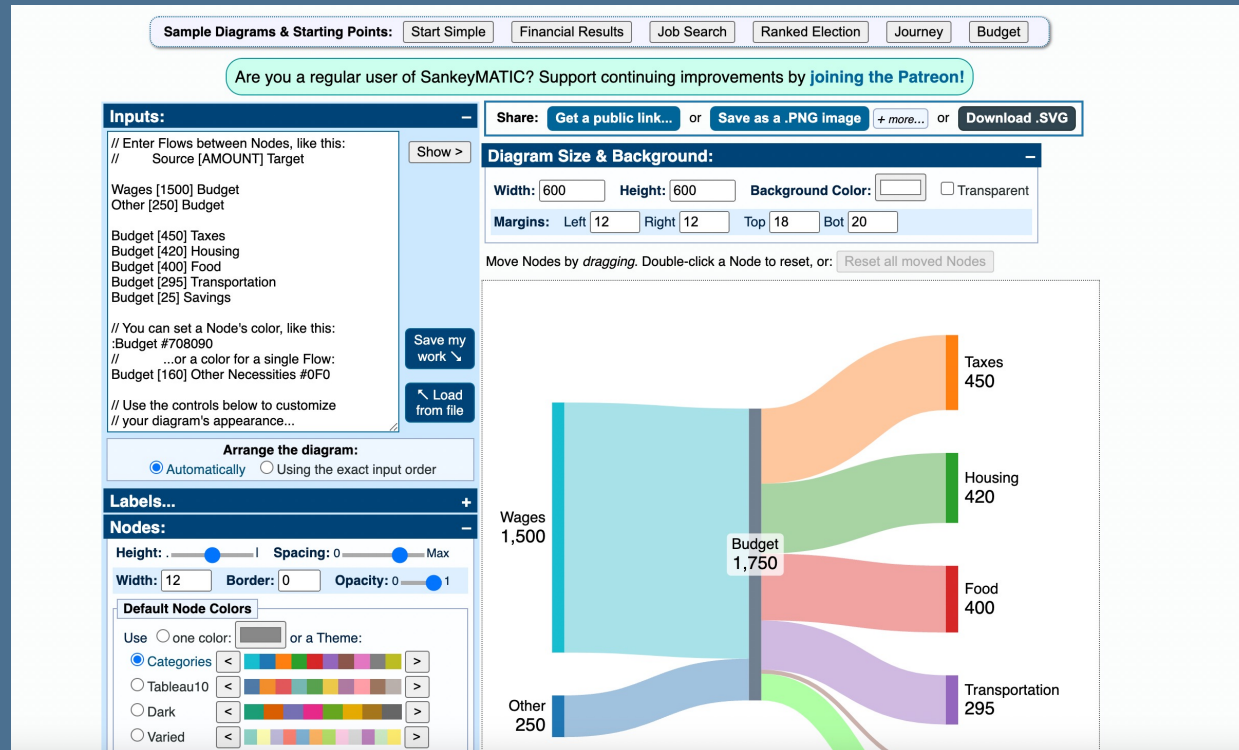 Sample Diagrams & Starting Points: Start Simple Financial Results Job Search Ranked Election Journey Budget
Are you a regular user of SankeyMATIC? Support continuing improvements by joining the Patreon!
Inputs: –
// Enter Flows between Nodes, like this:
// Source [AMOUNT] Target
Wages [1500] Budget
Other [250] Budget
Budget [450] Taxes
Budget [420] Housing
Budget [400] Food
Budget [295] Transportation
Budget [25] Savings
// You can set a Node's color, like this:
:Budget #708090
// ...or a color for a single Flow:
Budget [160] Other Necessities #0F0
// Use the controls below to customize
// your diagram's appearance...
Show >
Save my
work ↘
↖ Load
from file
Arrange the diagram:
Automatically Using the exact input order
Labels... +
Nodes: –
Height: . I Spacing: 0 Max
Width: 12 Border: 0 Opacity: 0 1
Default Node Colors
Use one color: or a Theme:
Categories < >
Tableau10 < >
Dark < >
Varied < >
Share: Get a public link... or Save as a .PNG image + more... or Download .SVG
Diagram Size & Background: –
Width: 600 Height: 600 Background Color: Transparent
Margins: Left 12 Right 12 Top 18 Bot 20
Move Nodes by dragging. Double-click a Node to reset, or: Reset all moved Nodes
Wages
1,500
Other
250
Budget
1,750
Taxes
450
Housing
420
Food
400
Transportation
295